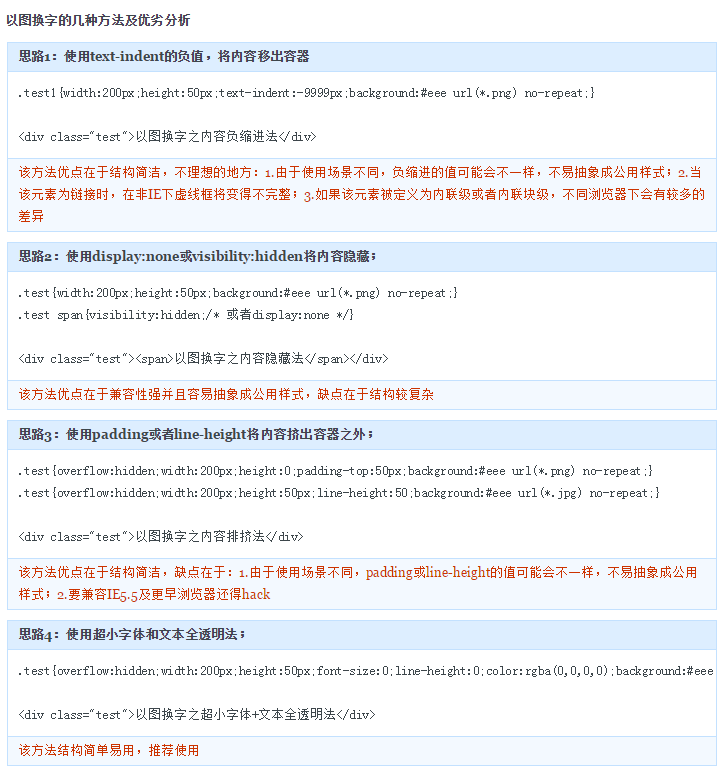 以图换字的几种方法及优劣分析
思路1：使用text-indent的负值，将内容移出容器
.test1{width:200px;height:50px;text-indent:-9999px;background:#eee url(*.png) no-repeat;}
<div class="test">以图换字之内容负缩进法</div>
该方法优点在于结构简洁，不理想的地方：1.由于使用场景不同，负缩进的值可能会不一样，不易抽象成公用样式；2.当
该元素为链接时，在非IE下虚线框将变得不完整；3.如果该元素被定义为内联级或者内联块级，不同浏览器下会有较多的
差异
思路2：使用display:none或visibility:hidden将内容隐藏；
.test{width:200px;height:50px;background:#eee url(*.png) no-repeat;}
.test span{visibility:hidden;/* 或者display:none */}
<div class="test"><span>以图换字之内容隐藏法</span></div>
该方法优点在于兼容性强并且容易抽象成公用样式，缺点在于结构较复杂
思路3：使用padding或者line-height将内容挤出容器之外；
.test{overflow:hidden;width:200px;height:0;padding-top:50px;background:#eee url(*.png) no-repeat;}
.test{overflow:hidden;width:200px;height:50px;line-height:50;background:#eee url(*.jpg) no-repeat;}
<div class="test">以图换字之内容排挤法</div>
该方法优点在于结构简洁，缺点在于：1.由于使用场景不同，padding或line-height的值可能会不一样，不易抽象成公用
样式；2.要兼容IE5.5及更早浏览器还得hack
思路4：使用超小字体和文本全透明法；
.test{overflow:hidden;width:200px;height:50px;font-size:0;line-height:0;color:rgba(0,0,0,0);background:#eee
<div class="test">以图换字之超小字体+文本全透明法</div>
该方法结构简单易用，推荐使用